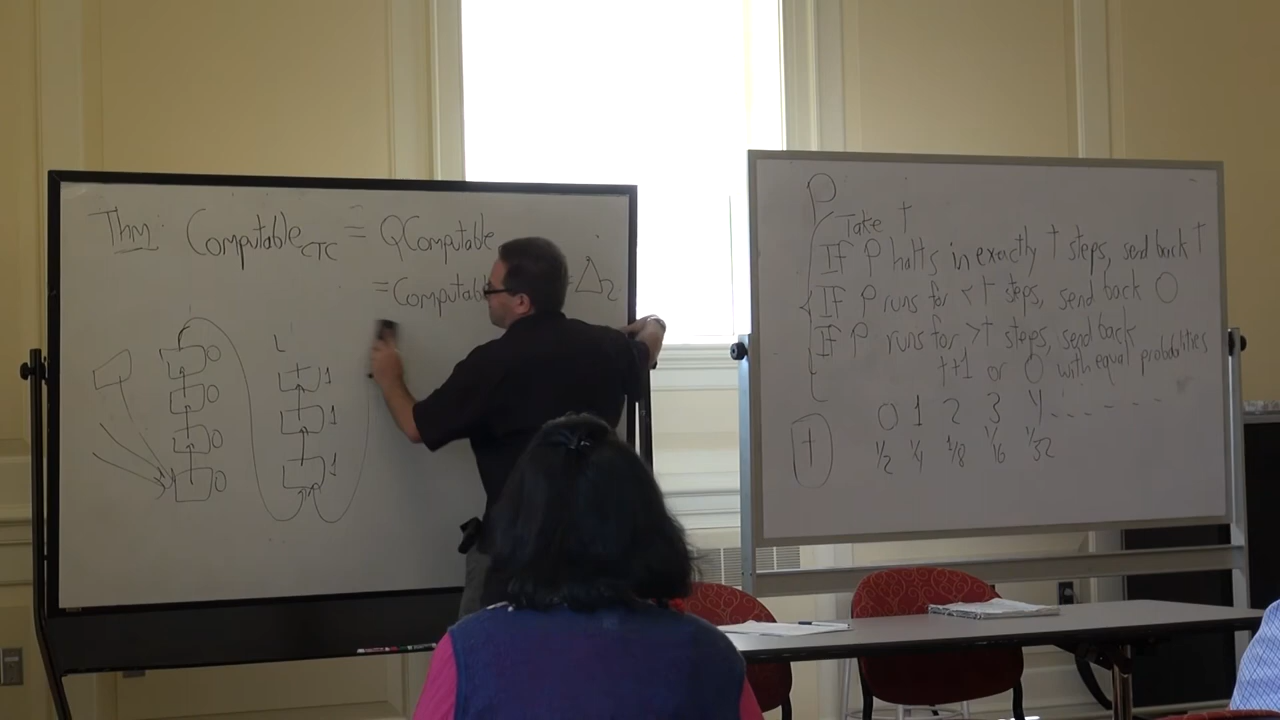 Thm: Computable_CTC = QComputable
= Computab
Δ₂
0
0
0
0
L
1
1
1
P
Take t
IF P halts in exactly t steps, send back t
IF P runs for < t steps, send back 0
IF P runs for > t steps, send back
t+1 or 0 with equal probabilities
0 1 2 3 4 - - - - - - -
t
1/2 1/4 1/8 1/16 1/32